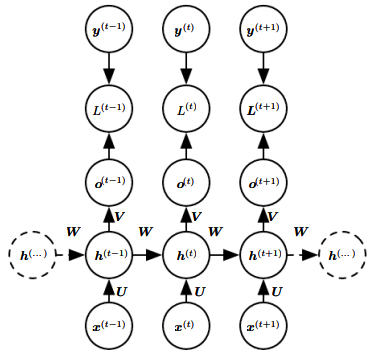 y(t−1) y(t) y(t+1)
L(t−1) L(t) L(t+1)
o(t−1) o(t) o(t+1)
V V V
W W W W
h(...) h(t−1) h(t) h(t+1) h(...)
U U U
x(t−1) x(t) x(t+1)